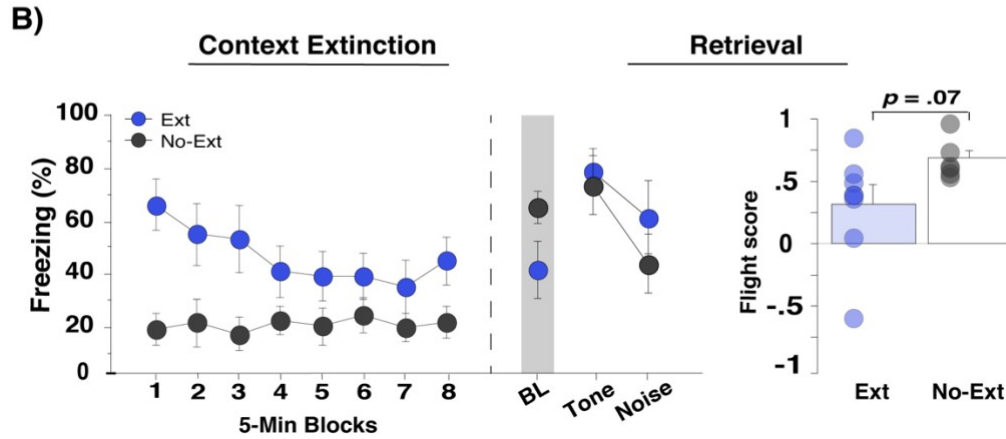 B)
Context Extinction
Retrieval
Freezing (%)
100
80
60
40
20
0
Ext
No-Ext
1 2 3 4 5 6 7 8
5-Min Blocks
BL Tone Noise
p = .07
Flight score
1
.5
0
-.5
-1
Ext No-Ext